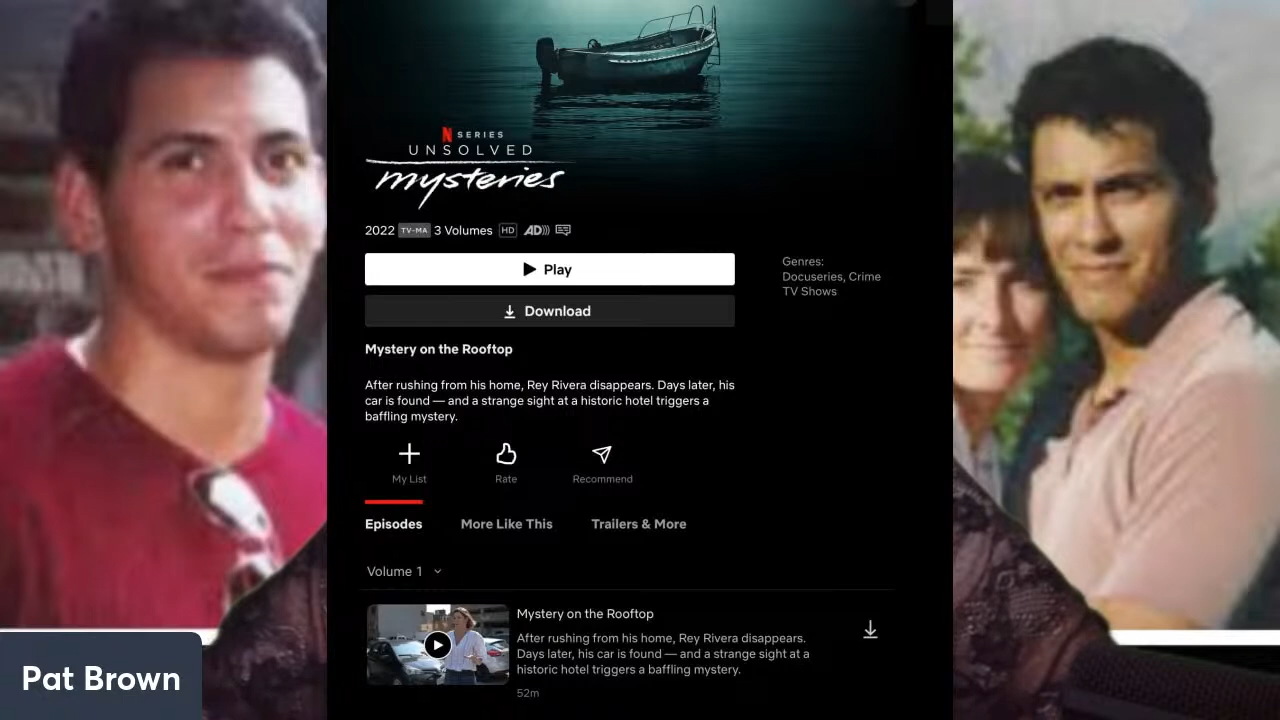 N SERIES
UNSOLVED
mysteries
2022 TV-MA 3 Volumes HD AD)))
Play
Download
Genres:
Docuseries, Crime
TV Shows
Mystery on the Rooftop
After rushing from his home, Rey Rivera disappears. Days later, his
car is found — and a strange sight at a historic hotel triggers a
baffling mystery.
My List
Rate
Recommend
Episodes
More Like This
Trailers & More
Volume 1
Mystery on the Rooftop
After rushing from his home, Rey Rivera disappears.
Days later, his car is found — and a strange sight at a
historic hotel triggers a baffling mystery.
52m
Pat Brown